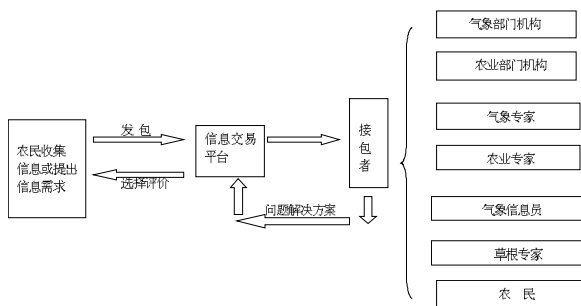 农民收集
信息或提出
信息需求
发 包
选择评价
信息交易
平台
问题解决方案
接
包
者
气象部门机构
农业部门机构
气象专家
农业专家
气象信息员
草根专家
农 民